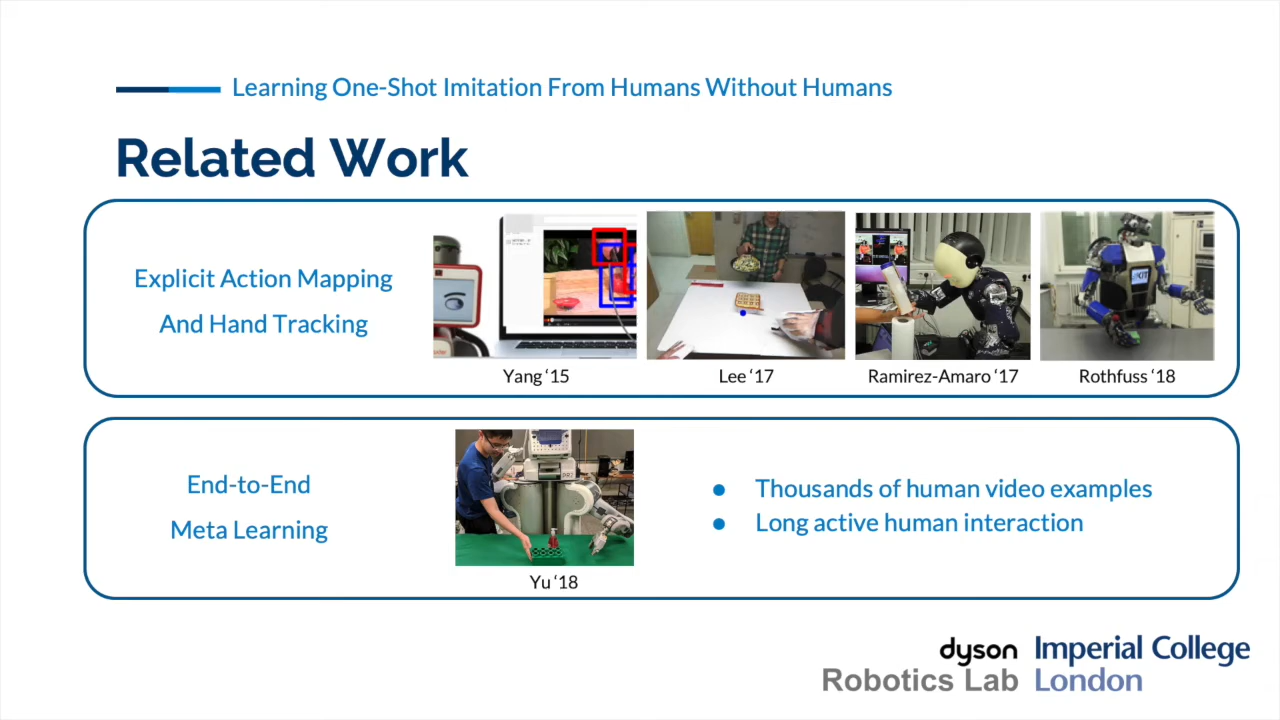 Learning One-Shot Imitation From Humans Without Humans
Related Work
Explicit Action Mapping
And Hand Tracking
Yang ‘15
Lee ‘17
Ramirez-Amaro ‘17
Rothfuss ‘18
KIT
End-to-End
Meta Learning
Yu ‘18
● Thousands of human video examples
● Long active human interaction
dyson
Robotics Lab
Imperial College
London